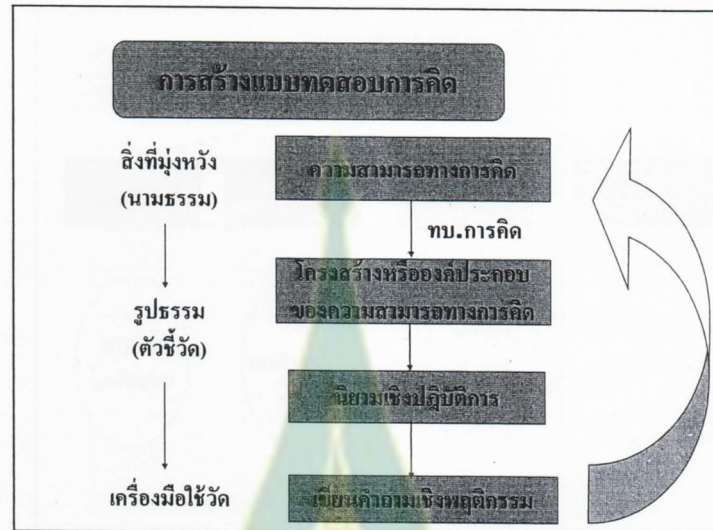 การสร้างแบบทดสอบการคิด
สิ่งที่มุ่งหวัง
(นามธรรม)
ความสามารถทางการคิด
ทบ.การคิด
โครงสร้างหรือองค์ประกอบ
ของความสามารถทางการคิด
รูปธรรม
(ตัวชี้วัด)
นิยามเชิงปฏิบัติการ
เครื่องมือใช้วัด
เขียนคำถามเชิงพฤติกรรม